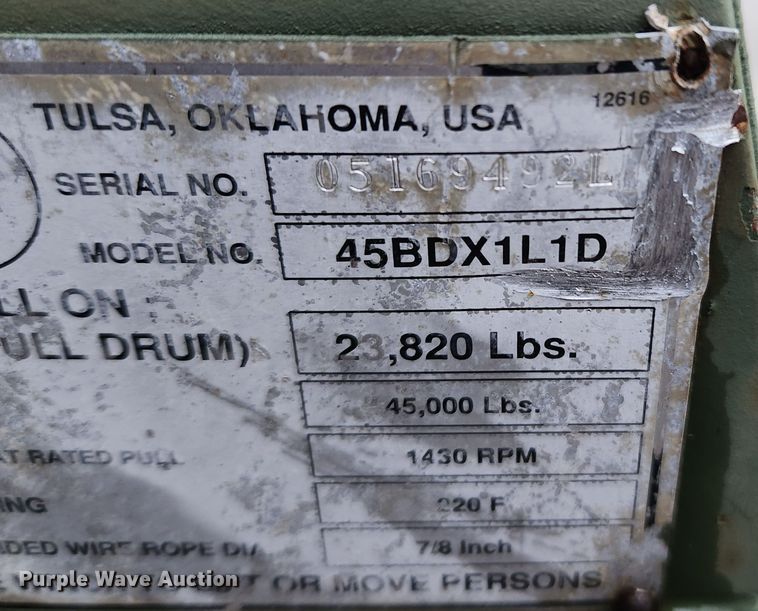 TULSA, OKLAHOMA, USA 12616
SERIAL NO. 051694921
MODEL NO. 45BDX1L1D
LL ON :
ULL DRUM) 23,820 Lbs.
45,000 Lbs.
AT RATED PULL 1430 RPM
ING 220 F
DED WIRE ROPE DIA 7/8 Inch
OR MOVE PERSONS
Purple Wave Auction